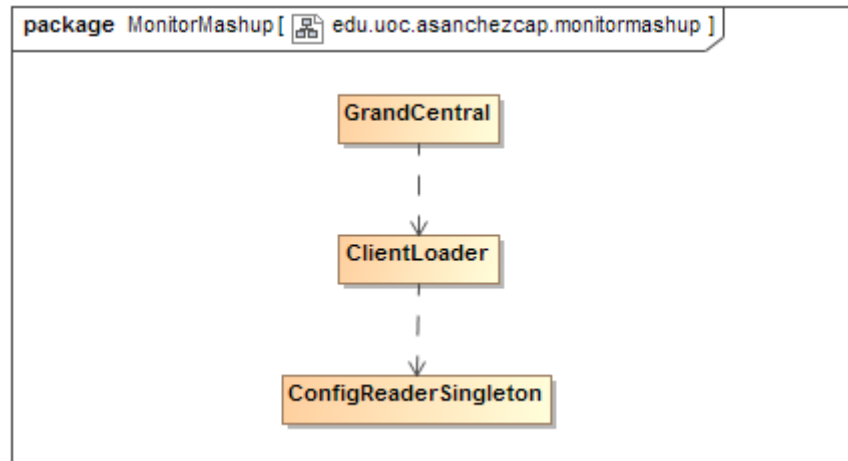 package MonitorMashup[ edu.uoc.asanchezcap.monitormashup ]
GrandCentral
ClientLoader
ConfigReaderSingleton